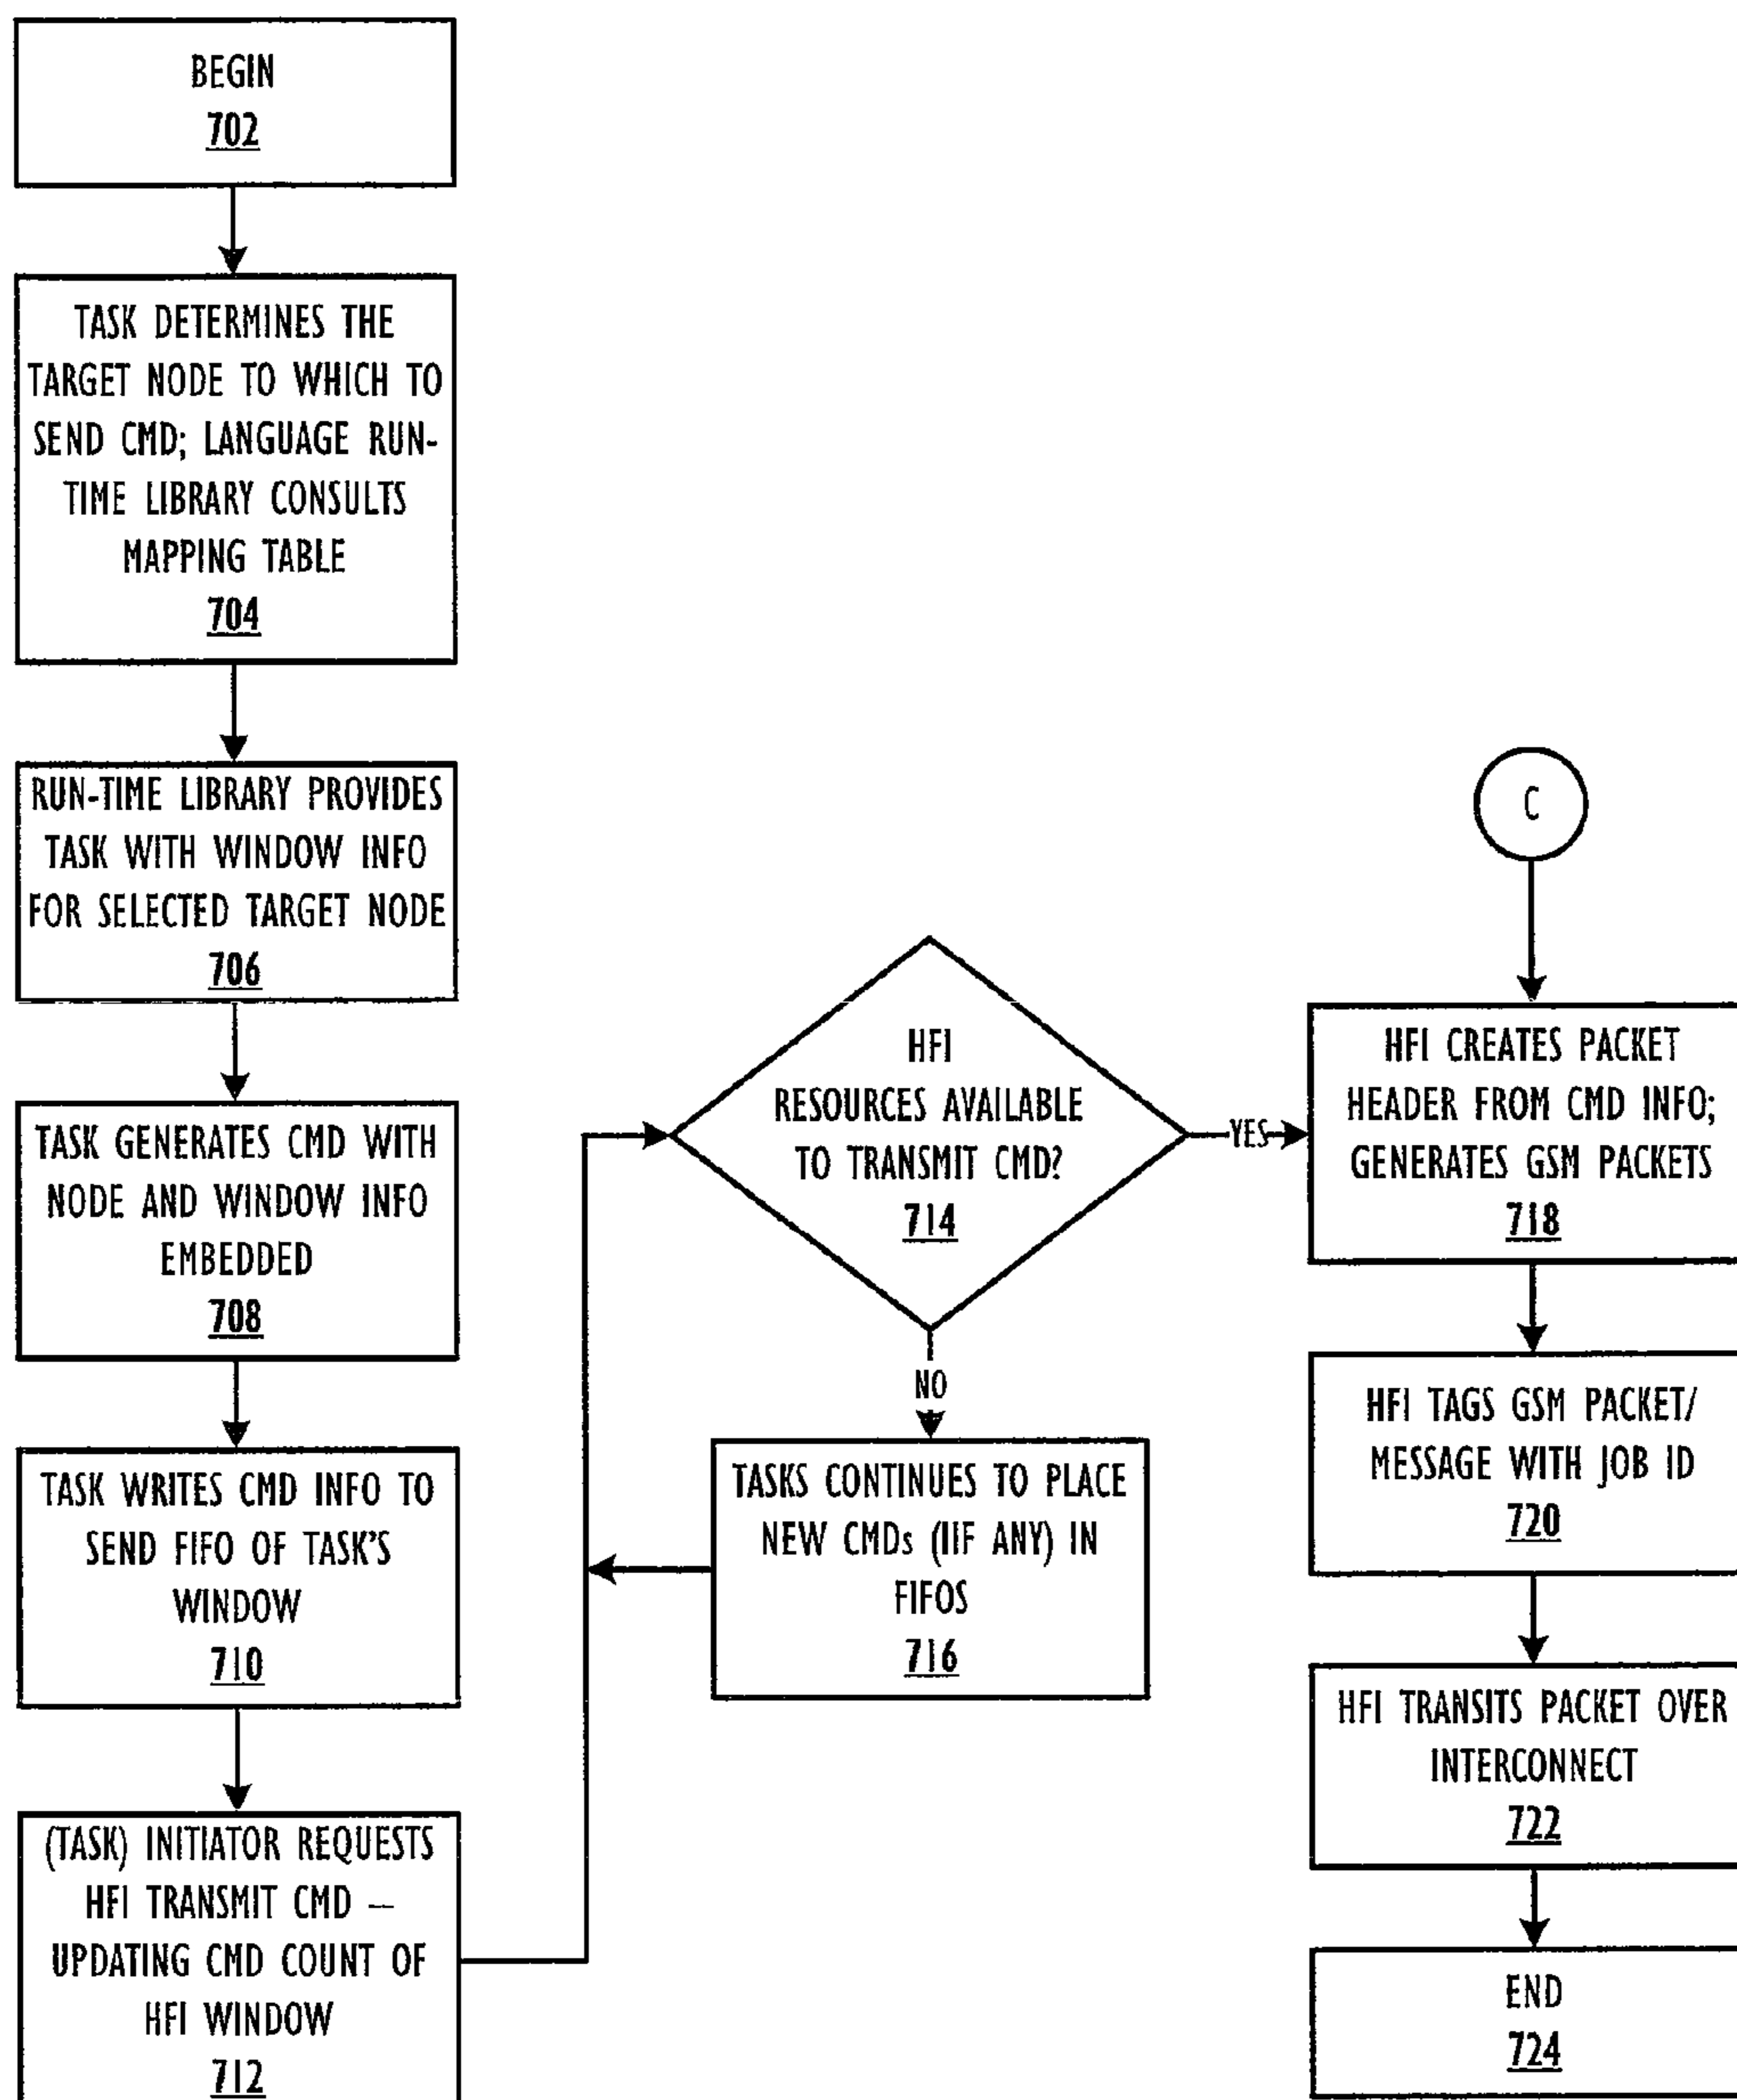 BEGIN
702
TASK DETERMINES THE
TARGET NODE TO WHICH TO
SEND CMD; LANGUAGE RUN-
TIME LIBRARY CONSULTS
MAPPING TABLE
704
RUN-TIME LIBRARY PROVIDES
TASK WITH WINDOW INFO
FOR SELECTED TARGET NODE
706
TASK GENERATES CMD WITH
NODE AND WINDOW INFO
EMBEDDED
708
TASK WRITES CMD INFO TO
SEND FIFO OF TASK'S
WINDOW
710
(TASK) INITIATOR REQUESTS
HFI TRANSMIT CMD –
UPDATING CMD COUNT OF
HFI WINDOW
712
HFI
RESOURCES AVAILABLE
TO TRANSMIT CMD?
714
YES
NO
TASKS CONTINUES TO PLACE
NEW CMDs (IIF ANY) IN
FIFOS
716
C
HFI CREATES PACKET
HEADER FROM CMD INFO;
GENERATES GSM PACKETS
718
HFI TAGS GSM PACKET/
MESSAGE WITH JOB ID
720
HFI TRANSITS PACKET OVER
INTERCONNECT
722
END
724